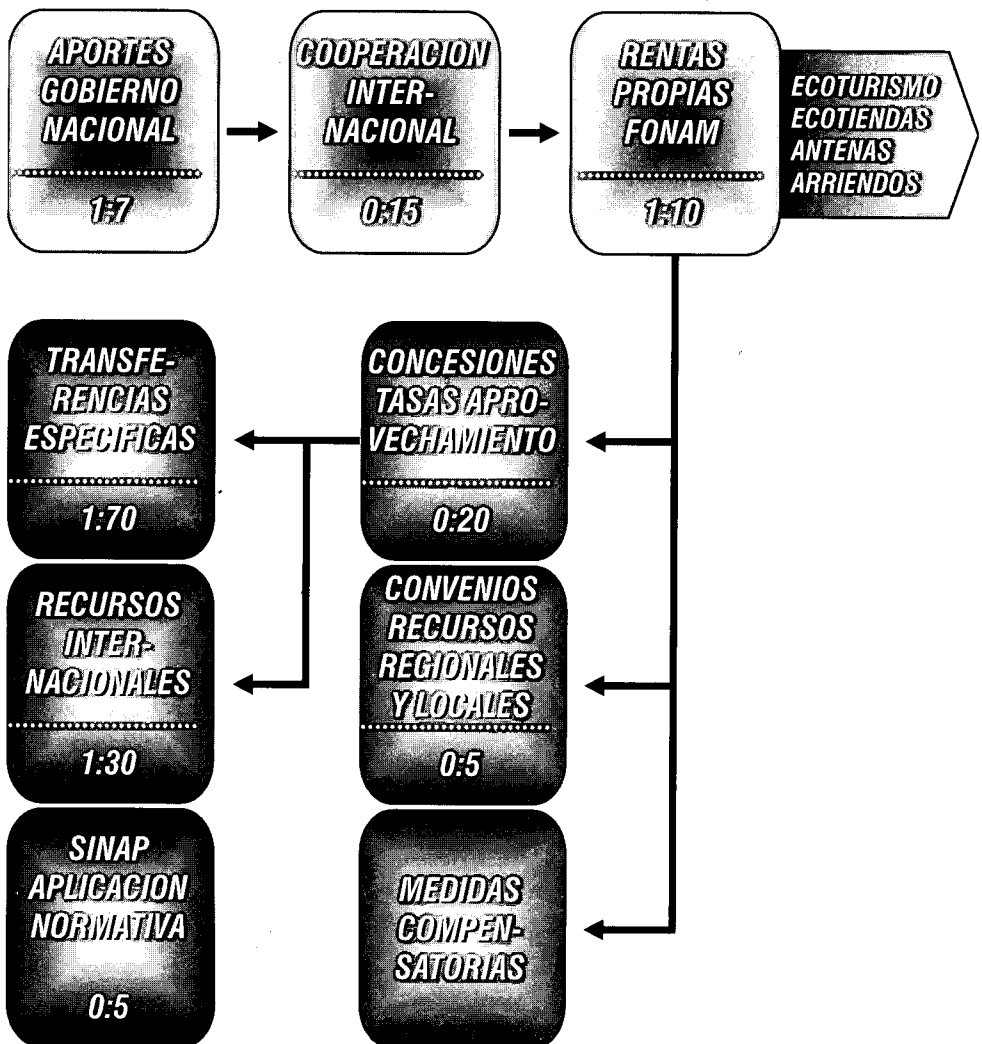 APORTES
GOBIERNO
NACIONAL
1:7
COOPERACION
INTER-
NACIONAL
0:15
RENTAS
PROPIAS
FONAM
1:10
ECOTURISMO
ECOTIENDAS
ANTENAS
ARRIENDOS
TRANSFE-
RENCIAS
ESPECIFICAS
1:70
CONCESIONES
TASAS APRO-
VECHAMIENTO
0:20
RECURSOS
INTER-
NACIONALES
1:30
CONVENIOS
RECURSOS
REGIONALES
Y LOCALES
0:5
SINAP
APLICACION
NORMATIVA
0:5
MEDIDAS
COMPEN-
SATORIAS